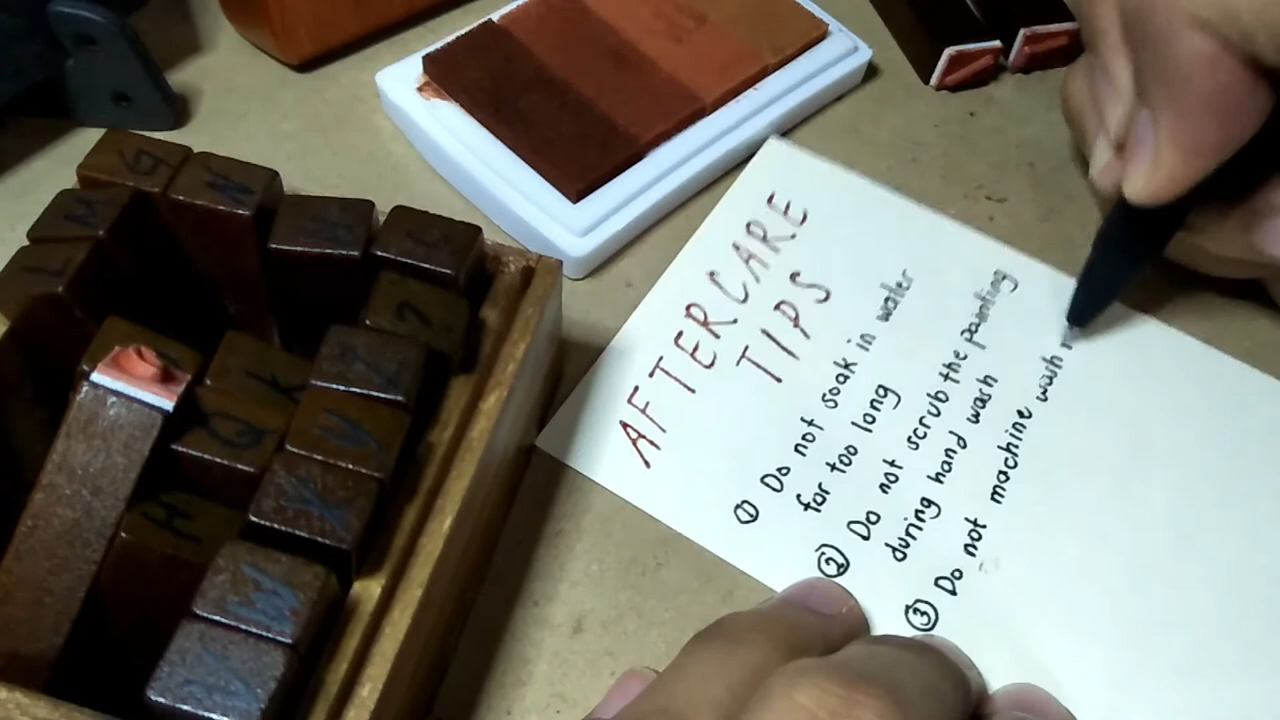 AFTERCARE
TIPS
① Do not soak in water
for too long
② Do not scrub the painting
during hand wash
③ Do not machine wash
G
N
M
L
K
Q
Y
X
A
W